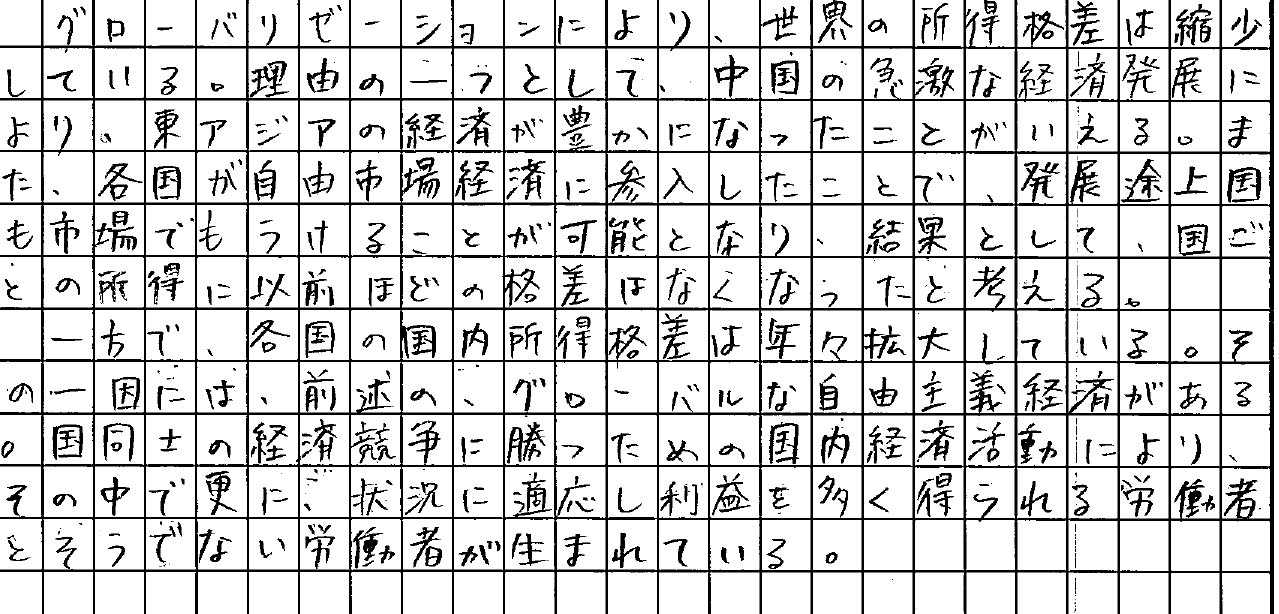 グローバリゼーションにより、世界の所得格差は縮少
している。理由の一つとして、中国の急激な経済発展に
より。東アジアの経済が豊かになったことがいえる。ま
た、各国が自由市場経済に参入したことで、発展途上国
も市場でもうけることが可能となり、結果として、国ご
との所得に以前ほどの格差はなくなったと考える。
一方で、各国の国内所得格差は年々拡大している。そ
の一因には、前述の、グローバルな自由主義経済がある
。国同士の経済競争に勝つための国内経済活動により、
その中で更に、状況に適応し利益を多く得られる労働者
とそうでない労働者が生まれている。